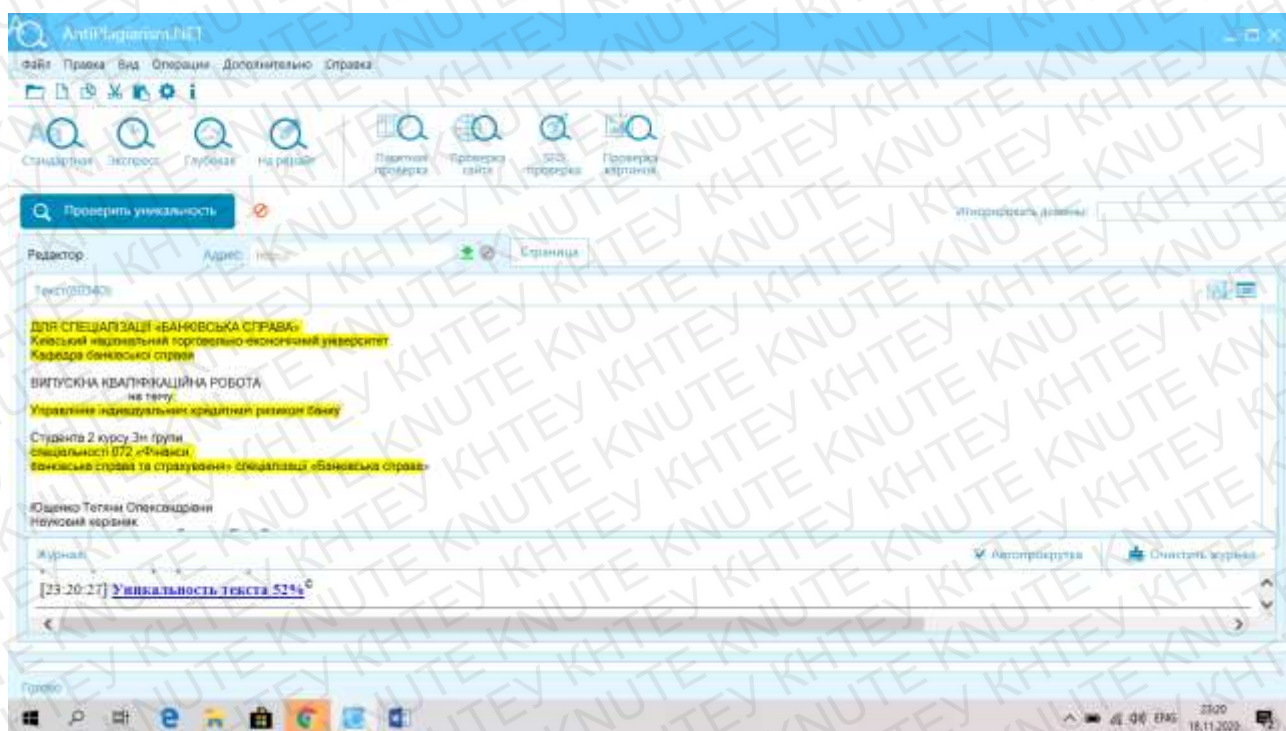 AntiPlagiarism.NET
Файл Правка Вид Операции Дополнительно Справка
Стандартная Экспресс Глубокая На рерайт Пакетная проверка Проверка сайта SEO проверка Проверка картинок
Проверить уникальность
Игнорировать домены:
Редактор Адрес: Страница
ДЛЯ СПЕЦІАЛІЗАЦІЇ «БАНКІВСЬКА СПРАВА»
Київський національний торговельно-економічний університет
Кафедра банківської справи
ВИПУСКНА КВАЛІФІКАЦІЙНА РОБОТА
на тему:
Управління індивідуальним кредитним ризиком банку
Студента 2 курсу 3м групи
спеціальності 072 «Фінанси,
банківська справа та страхування» спеціалізації «Банківська справа»
Ющенко Тетяни Олександрівни
Науковий керівник
Журнал: Автопрокрутка Очистить журнал
[23:20:27] Уникальность текста 52%
Готово
ENG 23:20
18.11.2020
KNUTE KHTEY KNUTE KHTEY